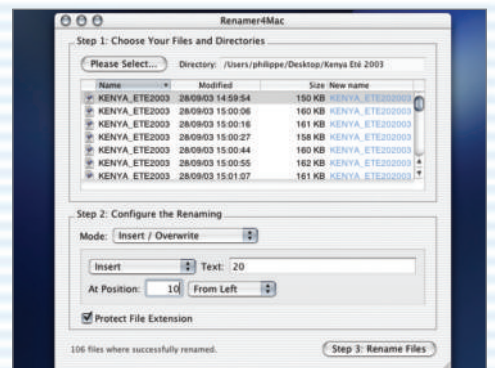 Renamer4Mac
Step 1: Choose Your Files and Directories
Please Select... Directory: /Users/philippe/Desktop/Kenya Eté 2003
Name Modified Size New name
KENYA_ETE2003 28/09/03 14:59:54 150 KB KENYA_ETE202003
KENYA_ETE2003 28/09/03 15:00:06 160 KB KENYA_ETE202003
KENYA_ETE2003 28/09/03 15:00:16 161 KB KENYA_ETE202003
KENYA_ETE2003 28/09/03 15:00:27 158 KB KENYA_ETE202003
KENYA_ETE2003 28/09/03 15:00:44 160 KB KENYA_ETE202003
KENYA_ETE2003 28/09/03 15:00:55 162 KB KENYA_ETE202003
KENYA_ETE2003 28/09/03 15:01:07 161 KB KENYA_ETE202003
Step 2: Configure the Renaming
Mode: Insert / Overwrite
Insert Text: 20
At Position: 10 From Left
Protect File Extension
106 files where successfully renamed. Step 3: Rename Files